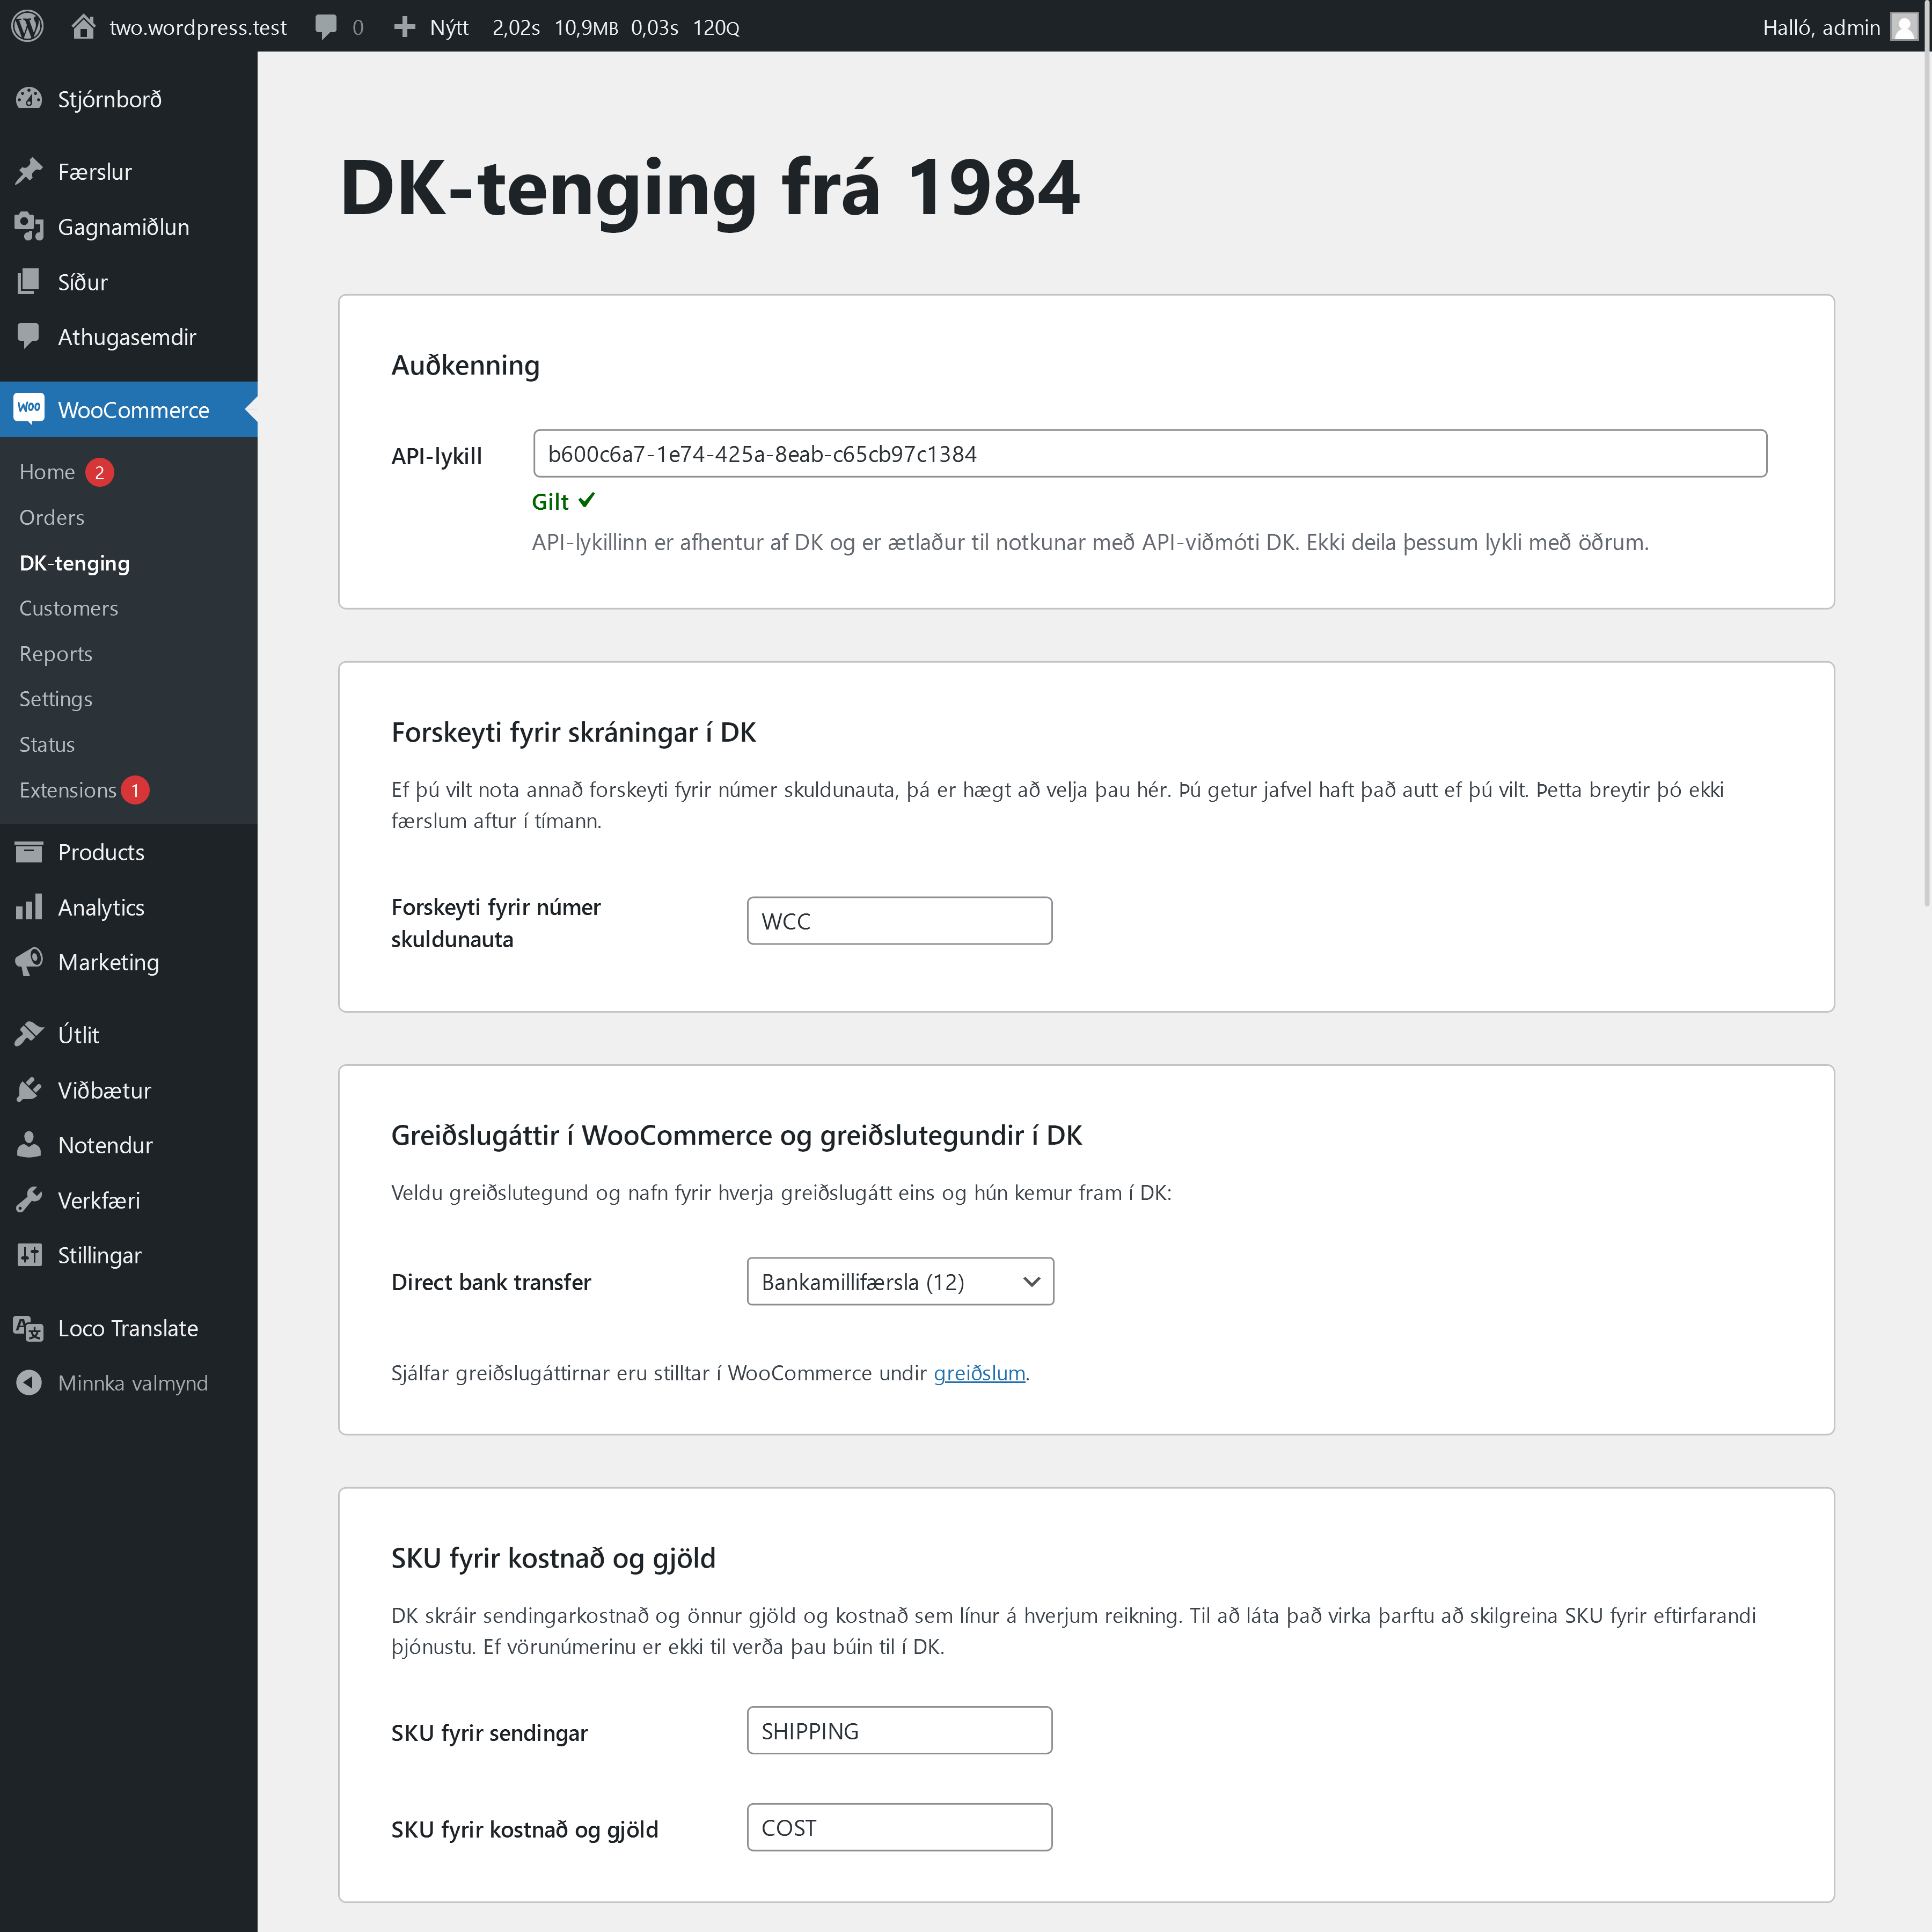 two.wordpress.test 0 Nýtt 2,02s 10,9MB 0,03s 120Q Halló, admin
Stjórnborð
Færslur
Gagnamiðlun
Síður
Athugasemdir
Woo WooCommerce
Home 2
Orders
DK-tenging
Customers
Reports
Settings
Status
Extensions 1
Products
Analytics
Marketing
Útlit
Viðbætur
Notendur
Verkfæri
Stillingar
Loco Translate
Minnka valmynd
DK-tenging frá 1984
Auðkenning
API-lykill b600c6a7-1e74-425a-8eab-c65cb97c1384
Gilt ✔
API-lykillinn er afhentur af DK og er ætlaður til notkunar með API-viðmóti DK. Ekki deila þessum lykli með öðrum.
Forskeyti fyrir skráningar í DK
Ef þú vilt nota annað forskeyti fyrir númer skuldunauta, þá er hægt að velja þau hér. Þú getur jafvel haft það autt ef þú vilt. Þetta breytir þó ekki
færslum aftur í tímann.
Forskeyti fyrir númer
skuldunauta
WCC
Greiðslugáttir í WooCommerce og greiðslutegundir í DK
Veldu greiðslutegund og nafn fyrir hverja greiðslugátt eins og hún kemur fram í DK:
Direct bank transfer Bankamillifærsla (12)
Sjálfar greiðslugáttirnar eru stilltar í WooCommerce undir greiðslum.
SKU fyrir kostnað og gjöld
DK skráir sendingarkostnað og önnur gjöld og kostnað sem línur á hverjum reikning. Til að láta það virka þarftu að skilgreina SKU fyrir eftirfarandi
þjónustu. Ef vörunúmerinu er ekki til verða þau búin til í DK.
SKU fyrir sendingar SHIPPING
SKU fyrir kostnað og gjöld COST